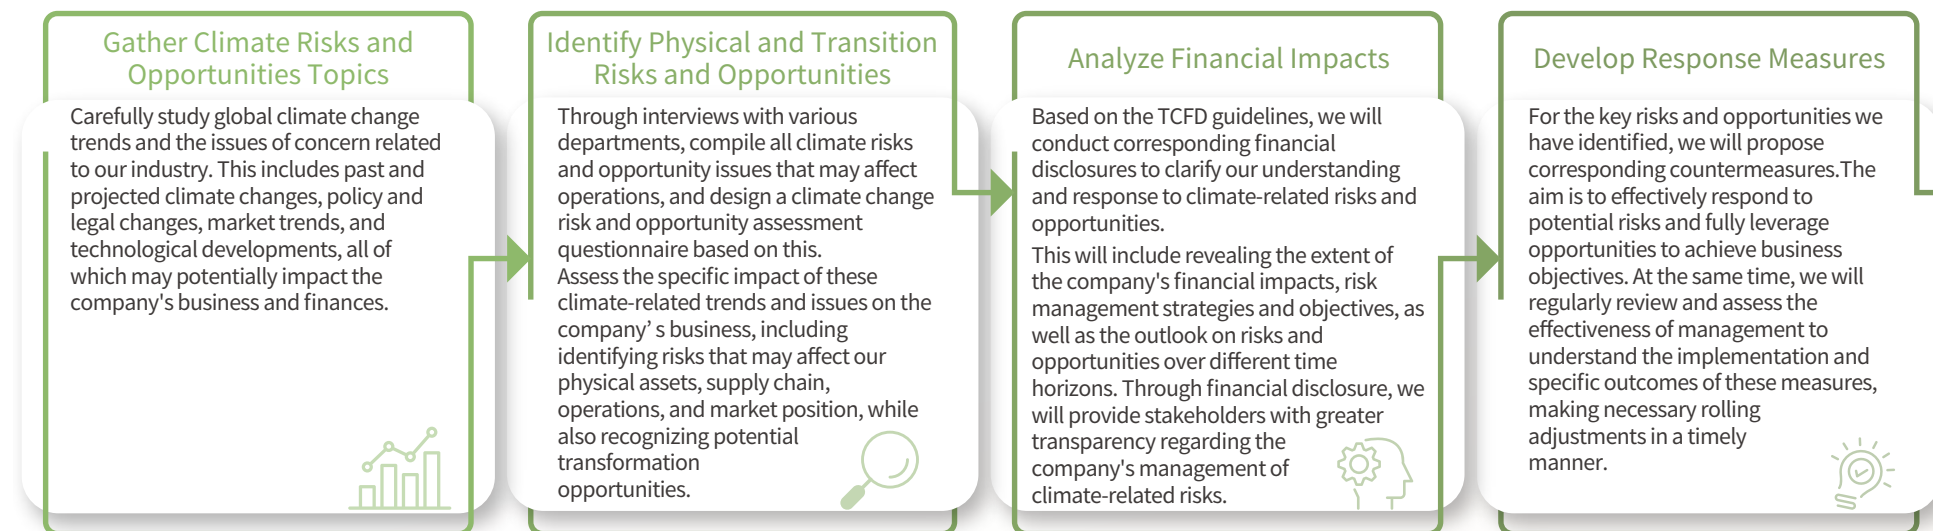 Gather Climate Risks and
Opportunities Topics
Carefully study global climate change
trends and the issues of concern related
to our industry. This includes past and
projected climate changes, policy and
legal changes, market trends, and
technological developments, all of
which may potentially impact the
company's business and finances.
Identify Physical and Transition
Risks and Opportunities
Through interviews with various
departments, compile all climate risks
and opportunity issues that may affect
operations, and design a climate change
risk and opportunity assessment
questionnaire based on this.
Assess the specific impact of these
climate-related trends and issues on the
company’ s business, including
identifying risks that may affect our
physical assets, supply chain,
operations, and market position, while
also recognizing potential
transformation
opportunities.
Analyze Financial Impacts
Based on the TCFD guidelines, we will
conduct corresponding financial
disclosures to clarify our understanding
and response to climate-related risks and
opportunities.
This will include revealing the extent of
the company's financial impacts, risk
management strategies and objectives, as
well as the outlook on risks and
opportunities over different time
horizons. Through financial disclosure, we
will provide stakeholders with greater
transparency regarding the
company's management of
climate-related risks.
Develop Response Measures
For the key risks and opportunities we
have identified, we will propose
corresponding countermeasures.The
aim is to effectively respond to
potential risks and fully leverage
opportunities to achieve business
objectives. At the same time, we will
regularly review and assess the
effectiveness of management to
understand the implementation and
specific outcomes of these measures,
making necessary rolling
adjustments in a timely
manner.